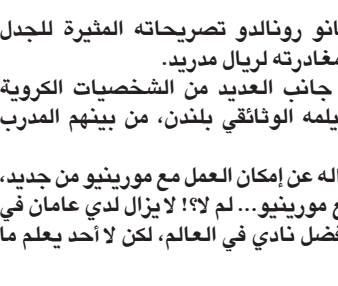 انو رونالدو تصريحاته المثيرة للجدل
مغادرته لريال مدريد.
جانب العديد من الشخصيات الكروية
يلمه الوثائقي بلندن، من بينهم المدرب
اله عن إمكان العمل مع مورينيو من جديد،
ع مورينيو... لم لا؟! لا يزال لدي عامان في
فضل نادي في العالم، لكن لا أحد يعلم ما